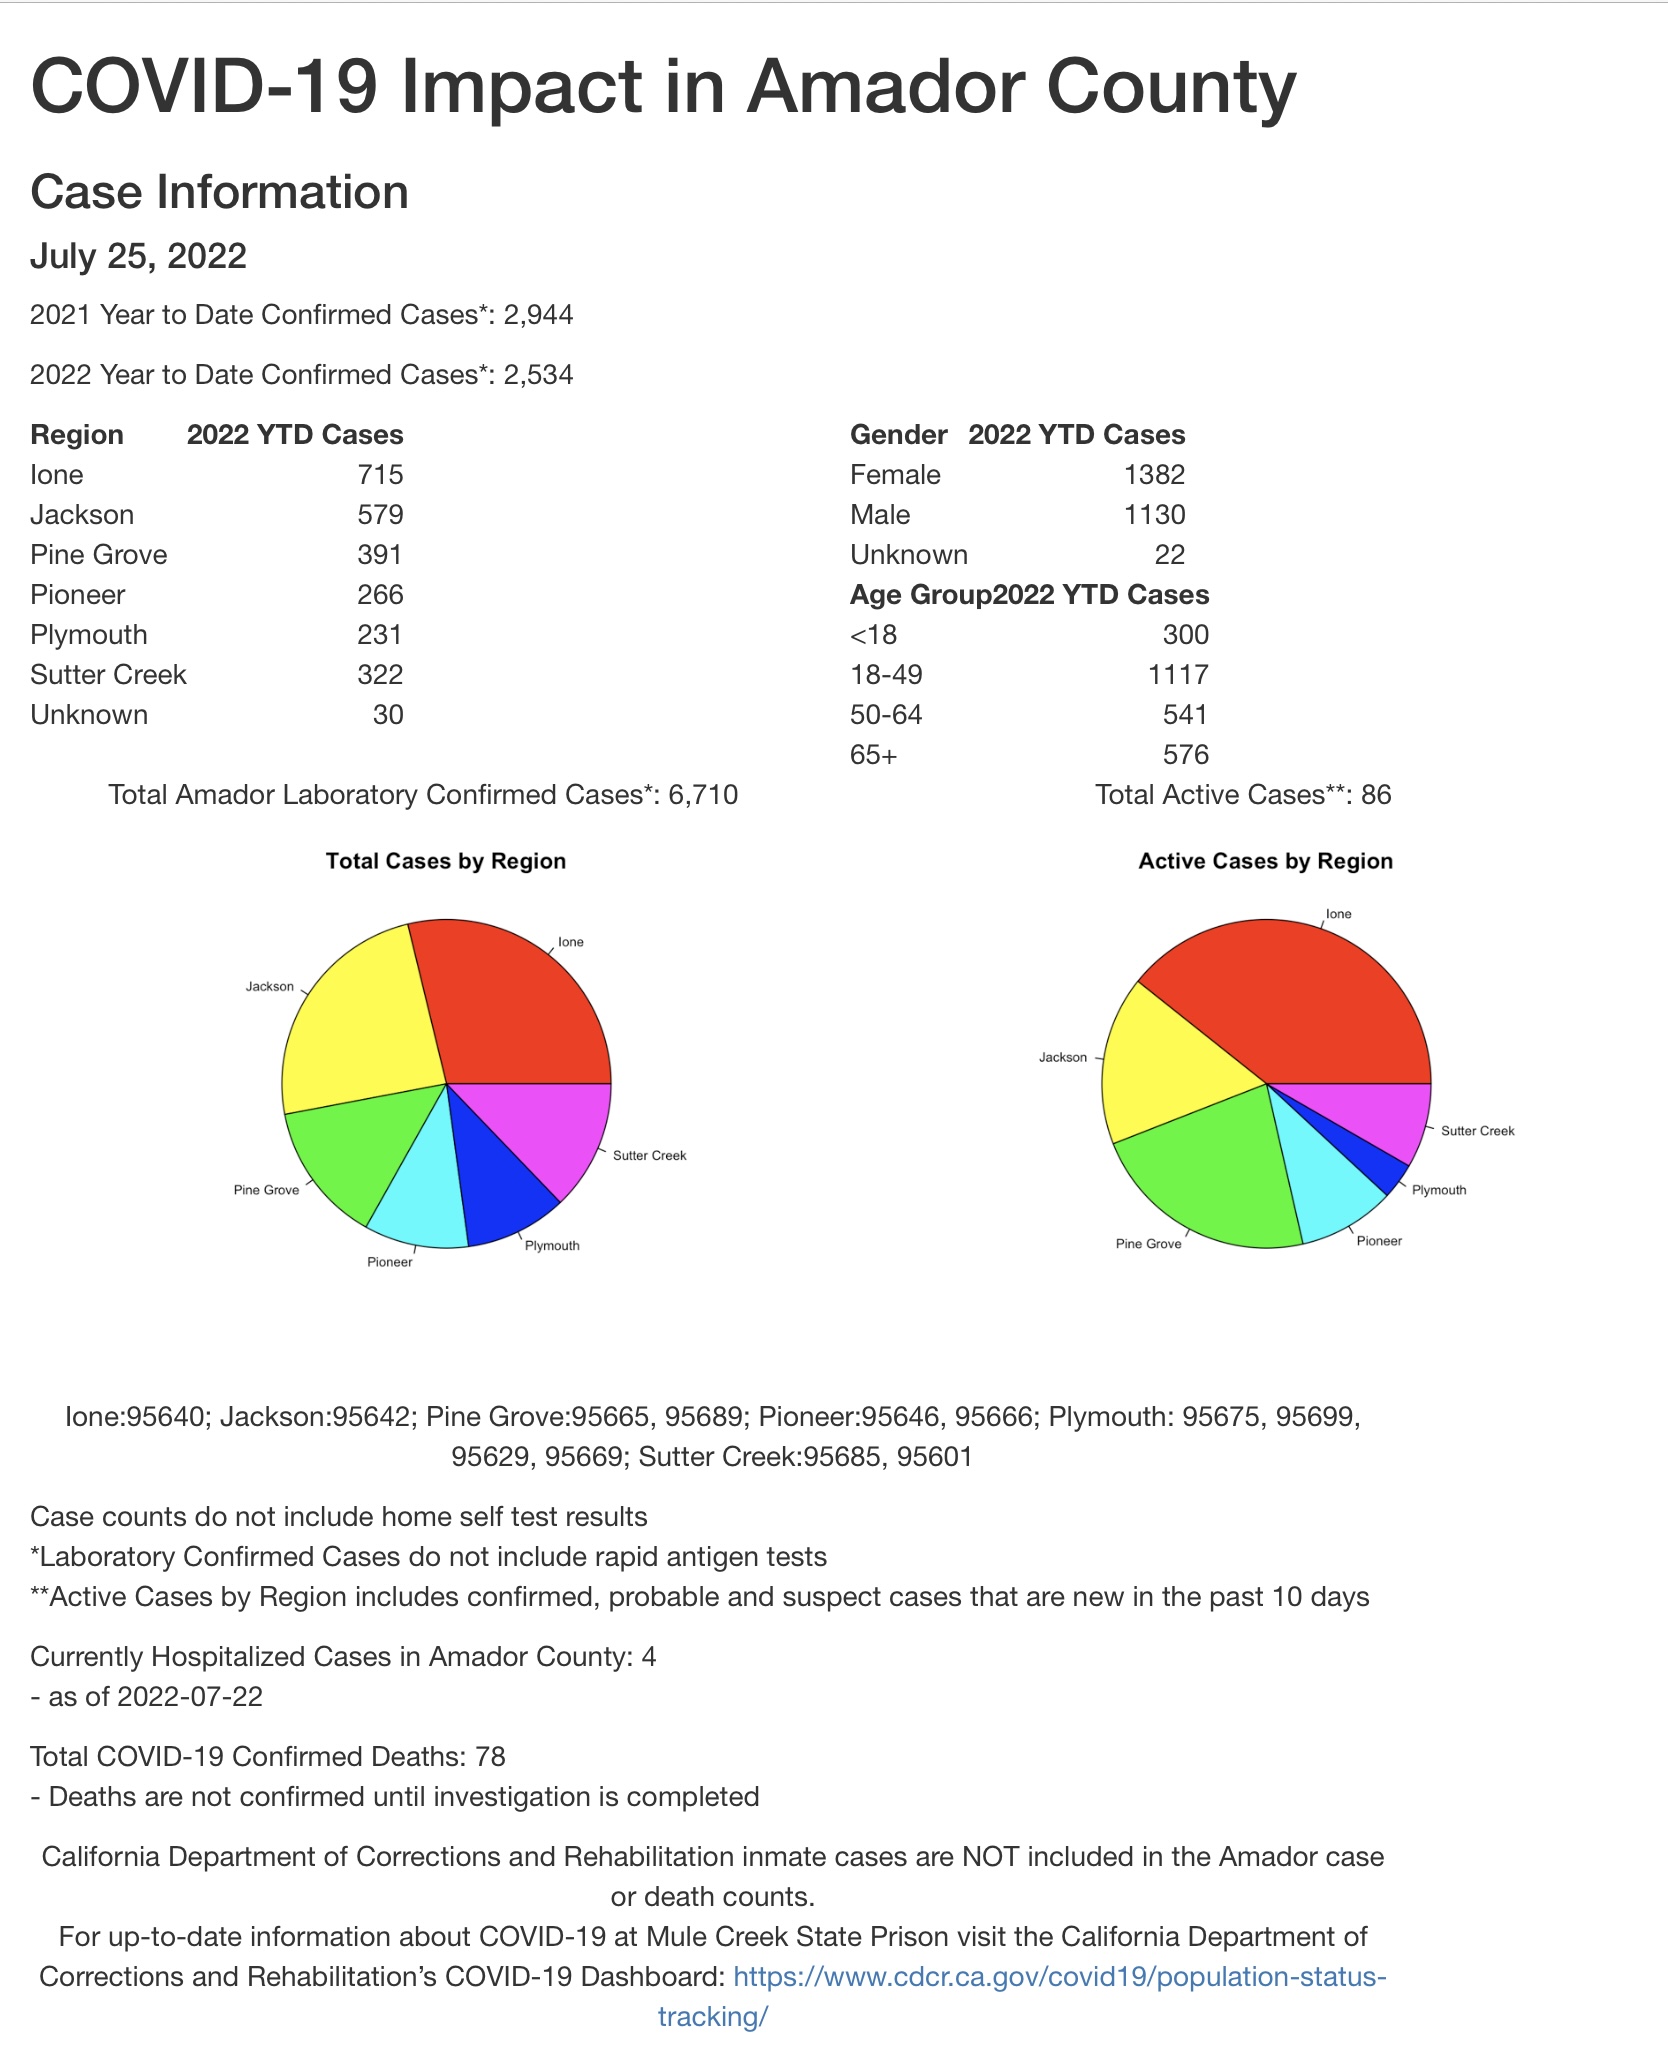 COVID-19 Impact in Amador County
Case Information
July 25, 2022
2021 Year to Date Confirmed Cases*: 2,944
2022 Year to Date Confirmed Cases*: 2,534
Region 2022 YTD Cases
Ione 715
Jackson 579
Pine Grove 391
Pioneer 266
Plymouth 231
Sutter Creek 322
Unknown 30
Gender 2022 YTD Cases
Female 1382
Male 1130
Unknown 22
Age Group2022 YTD Cases
<18 300
18-49 1117
50-64 541
65+ 576
Total Amador Laboratory Confirmed Cases*: 6,710
Total Active Cases**: 86
Total Cases by Region
Ione
Jackson
Pine Grove
Pioneer
Plymouth
Sutter Creek
Active Cases by Region
Ione
Jackson
Pine Grove
Pioneer
Plymouth
Sutter Creek
Ione:95640; Jackson:95642; Pine Grove:95665, 95689; Pioneer:95646, 95666; Plymouth: 95675, 95699,
95629, 95669; Sutter Creek:95685, 95601
Case counts do not include home self test results
*Laboratory Confirmed Cases do not include rapid antigen tests
**Active Cases by Region includes confirmed, probable and suspect cases that are new in the past 10 days
Currently Hospitalized Cases in Amador County: 4
- as of 2022-07-22
Total COVID-19 Confirmed Deaths: 78
- Deaths are not confirmed until investigation is completed
California Department of Corrections and Rehabilitation inmate cases are NOT included in the Amador case
or death counts.
For up-to-date information about COVID-19 at Mule Creek State Prison visit the California Department of
Corrections and Rehabilitation’s COVID-19 Dashboard: https://www.cdcr.ca.gov/covid19/population-status-
tracking/